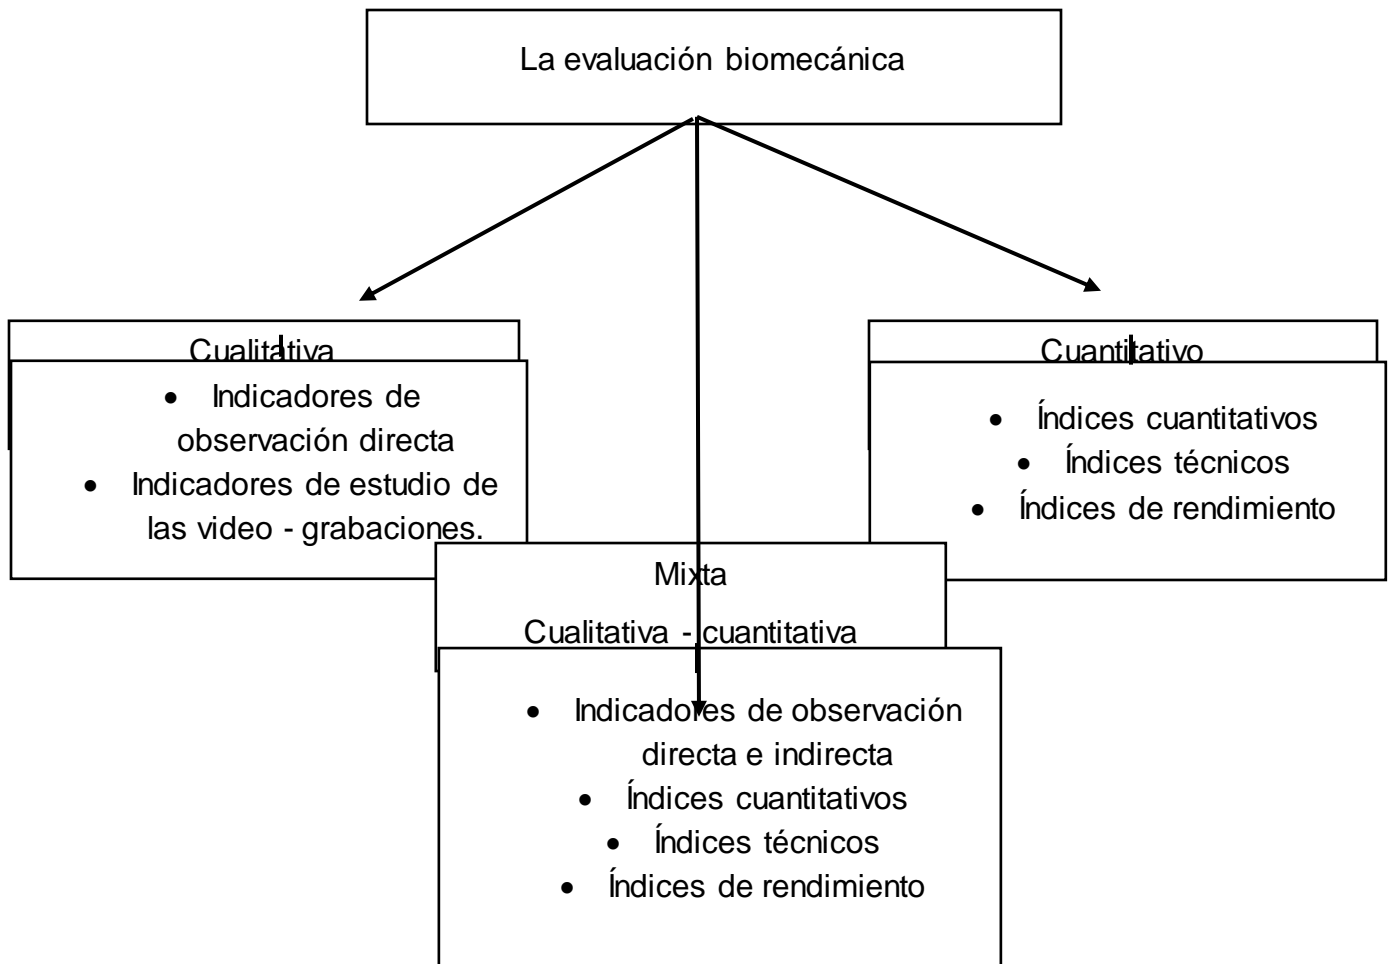 La evaluación biomecánica
Cualitativa
• Indicadores de
observación directa
• Indicadores de estudio de
las video - grabaciones.
Cuantitativo
• Índices cuantitativos
• Índices técnicos
• Índices de rendimiento
Mixta
Cualitativa - cuantitativa
• Indicadores de observación
directa e indirecta
• Índices cuantitativos
• Índices técnicos
• Índices de rendimiento